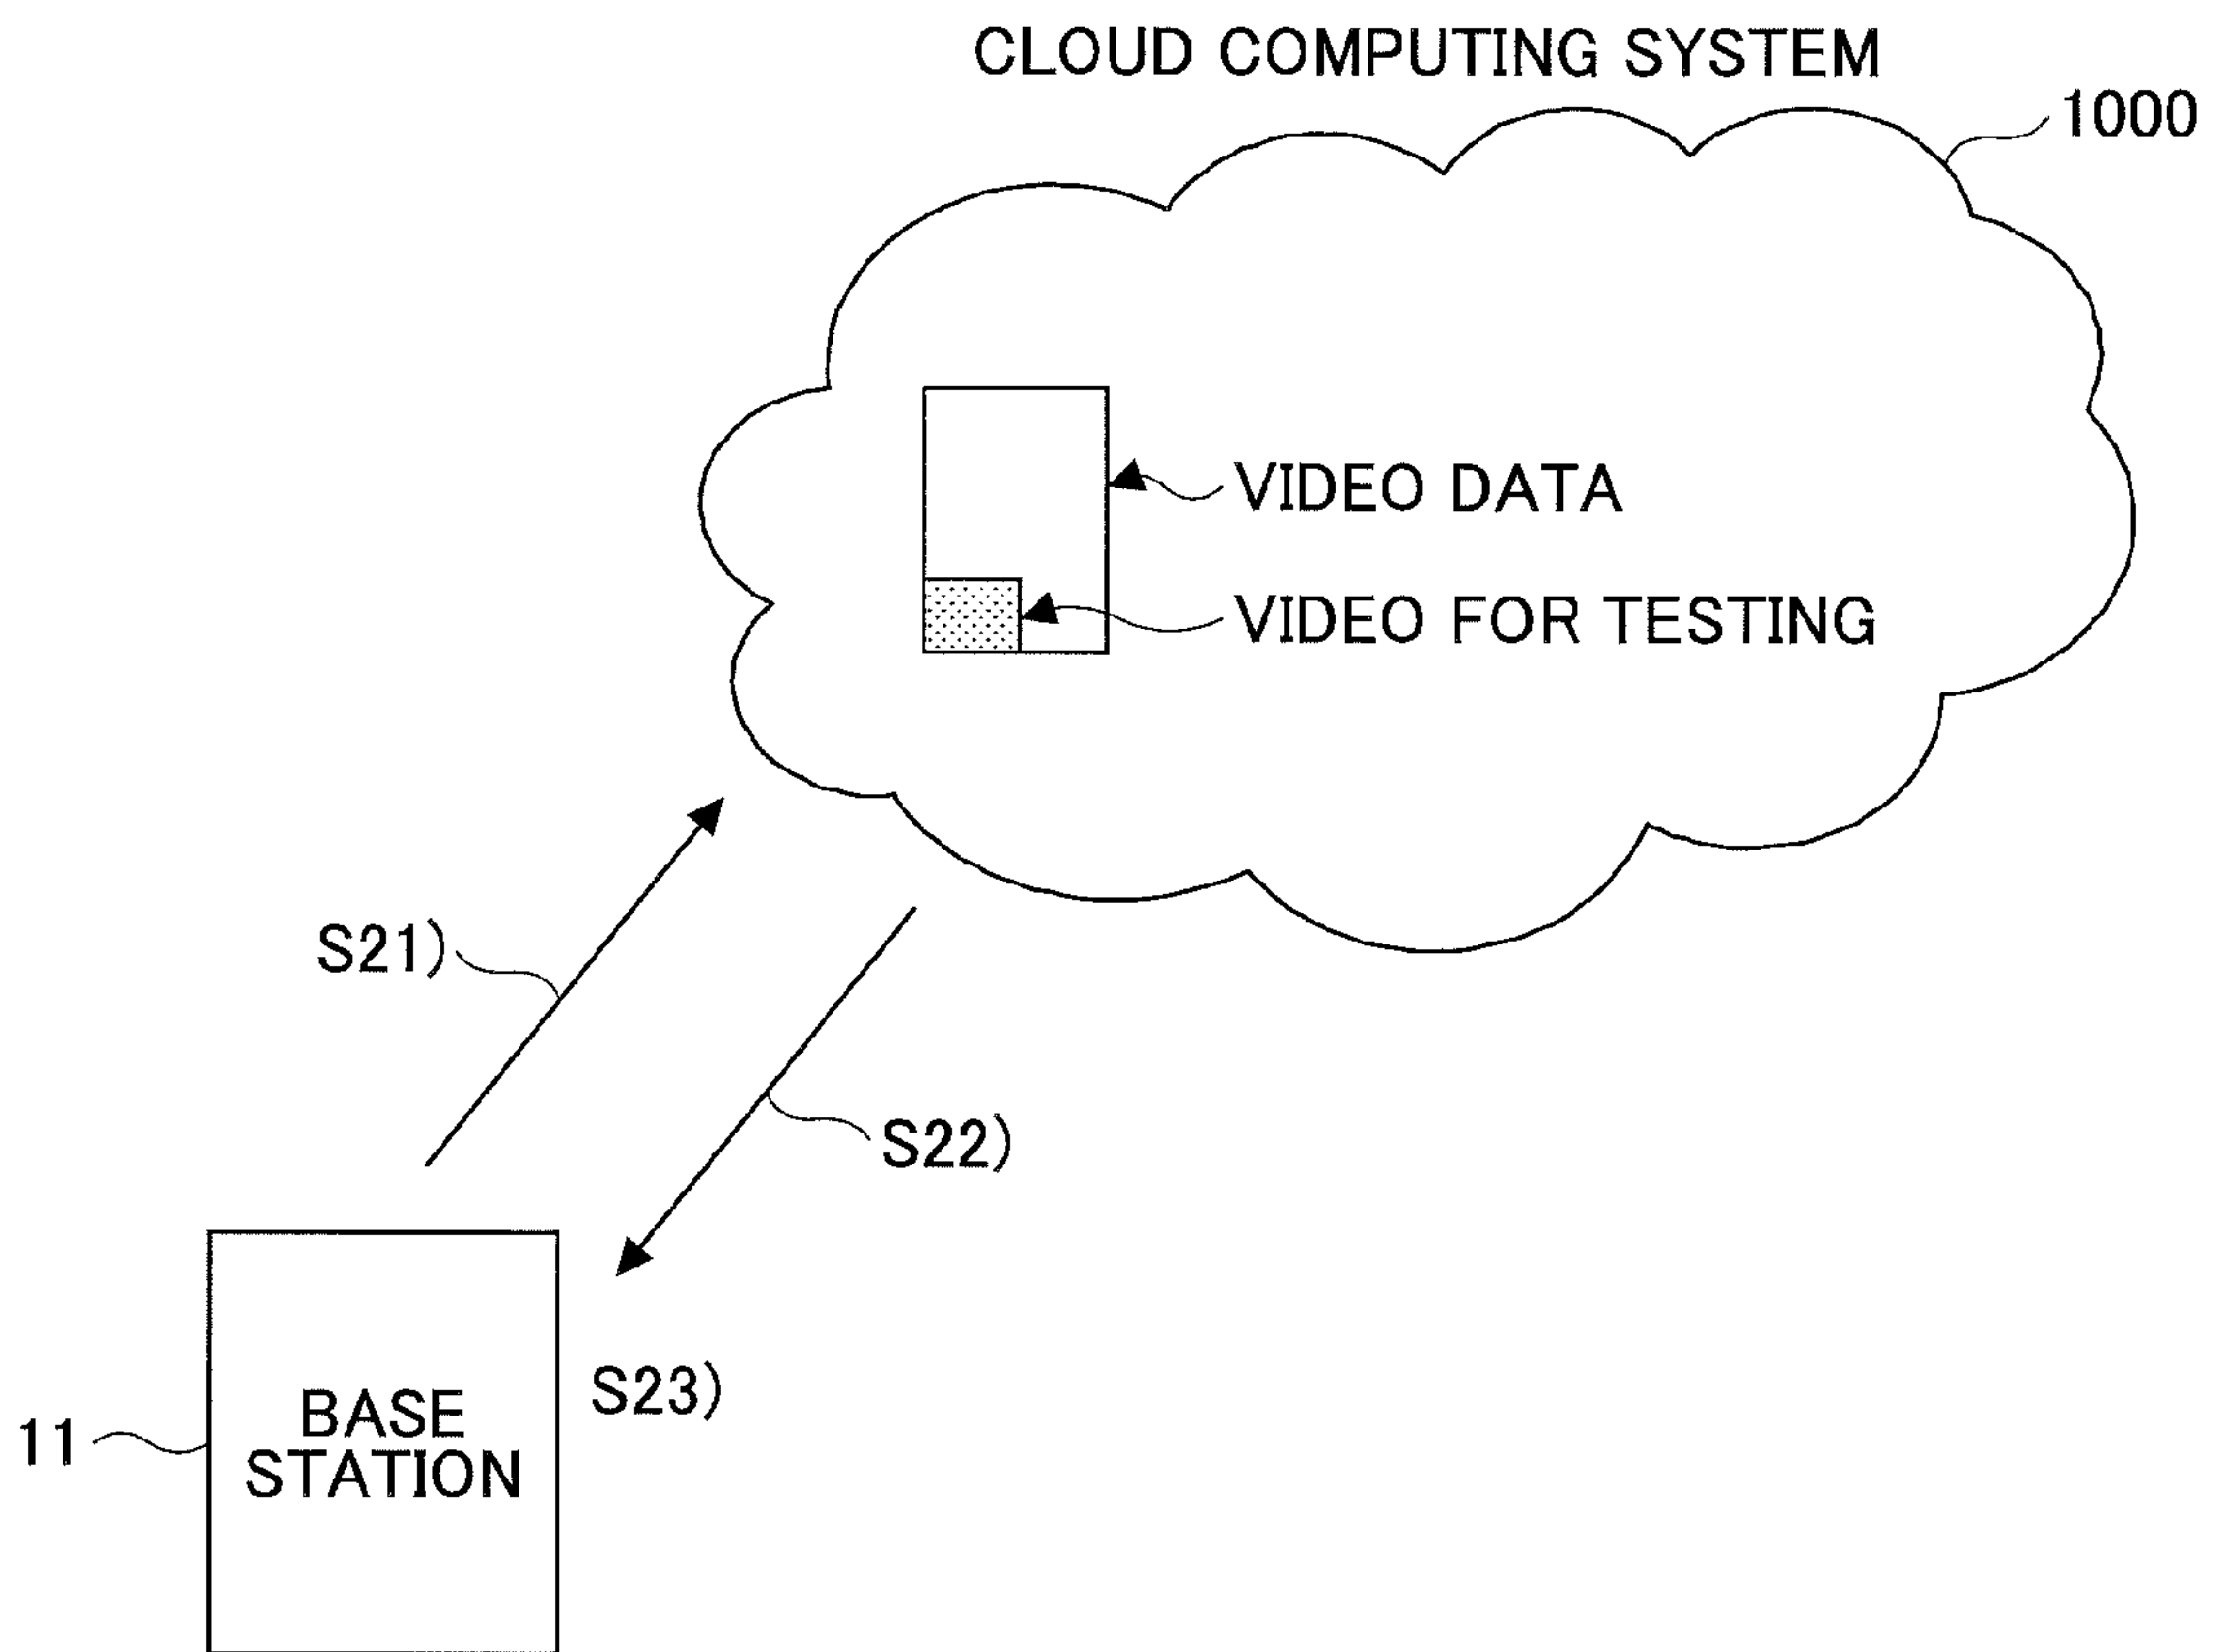 CLOUD COMPUTING SYSTEM
1000
VIDEO DATA
VIDEO FOR TESTING
S21)
S22)
S23)
11
BASE
STATION